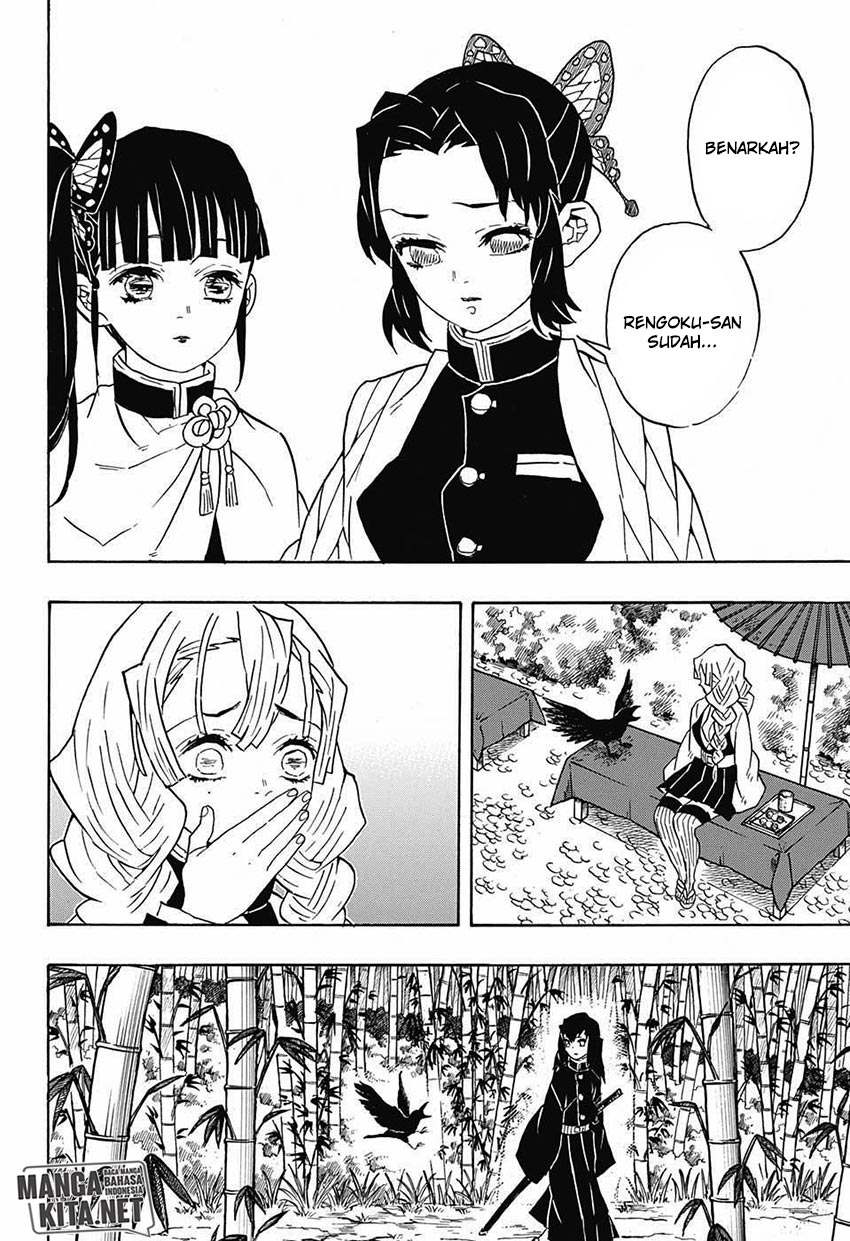 BENARKAH?
RENGOKU-SAN
SUDAH...
MANGA
BACA MANGA
BAHASA
INDONESIA
KITA.NET